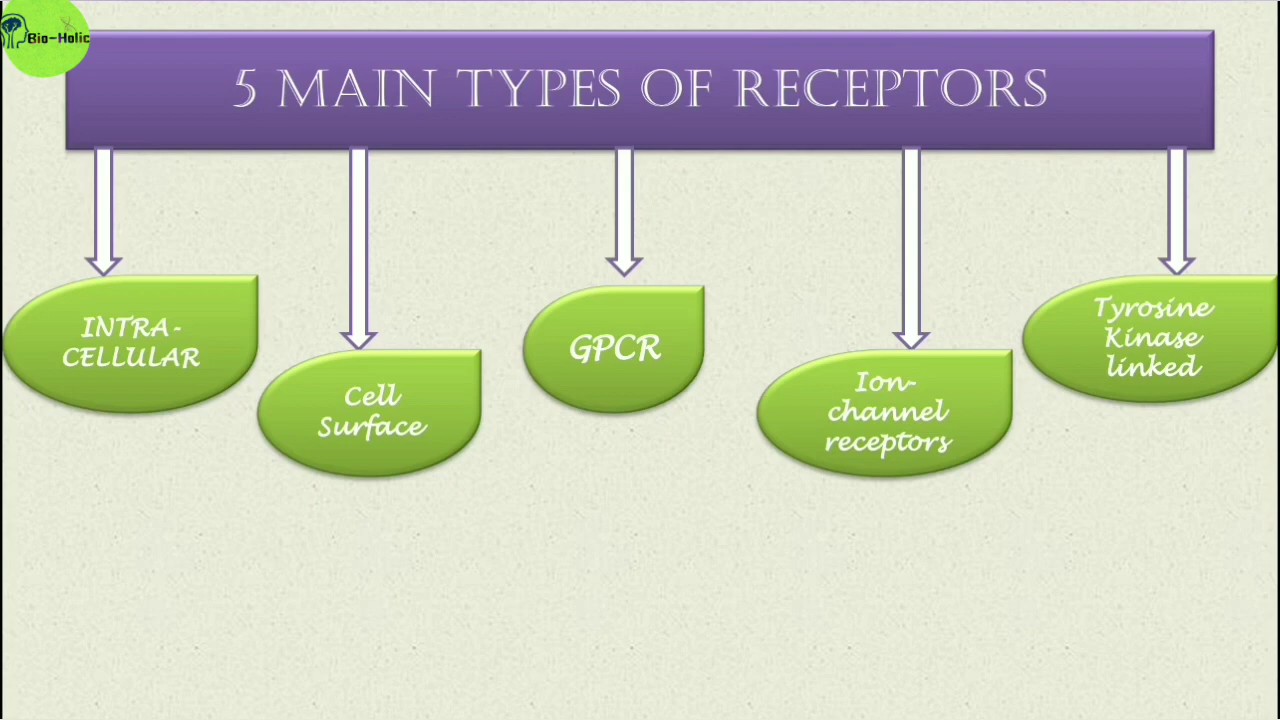 Bio-Holic
5 MAIN TYPES OF RECEPTORS
INTRA-
CELLULAR
Cell
Surface
GPCR
Ion-
channel
receptors
Tyrosine
Kinase
linked